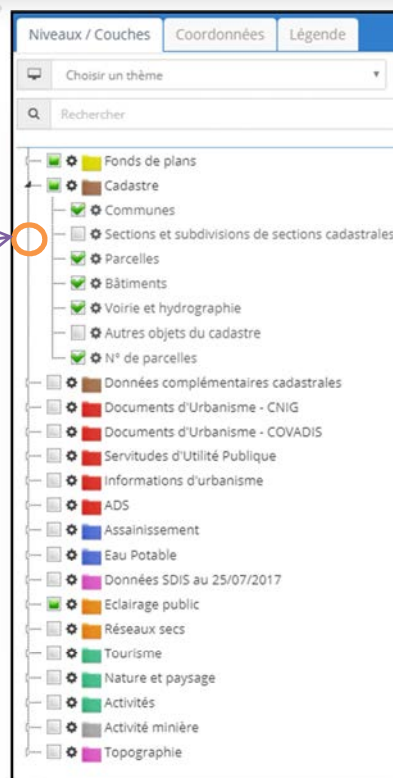 Niveaux / Couches Coordonnées Légende
Choisir un thème
Rechercher
Fonds de plans
Cadastre
Communes
Sections et subdivisions de sections cadastrales
Parcelles
Bâtiments
Voirie et hydrographie
Autres objets du cadastre
N° de parcelles
Données complémentaires cadastrales
Documents d'Urbanisme - CNIG
Documents d'Urbanisme - COVADIS
Servitudes d'Utilité Publique
Informations d'urbanisme
ADS
Assainissement
Eau Potable
Données SDIS au 25/07/2017
Eclairage public
Réseaux secs
Tourisme
Nature et paysage
Activités
Activité minière
Topographie